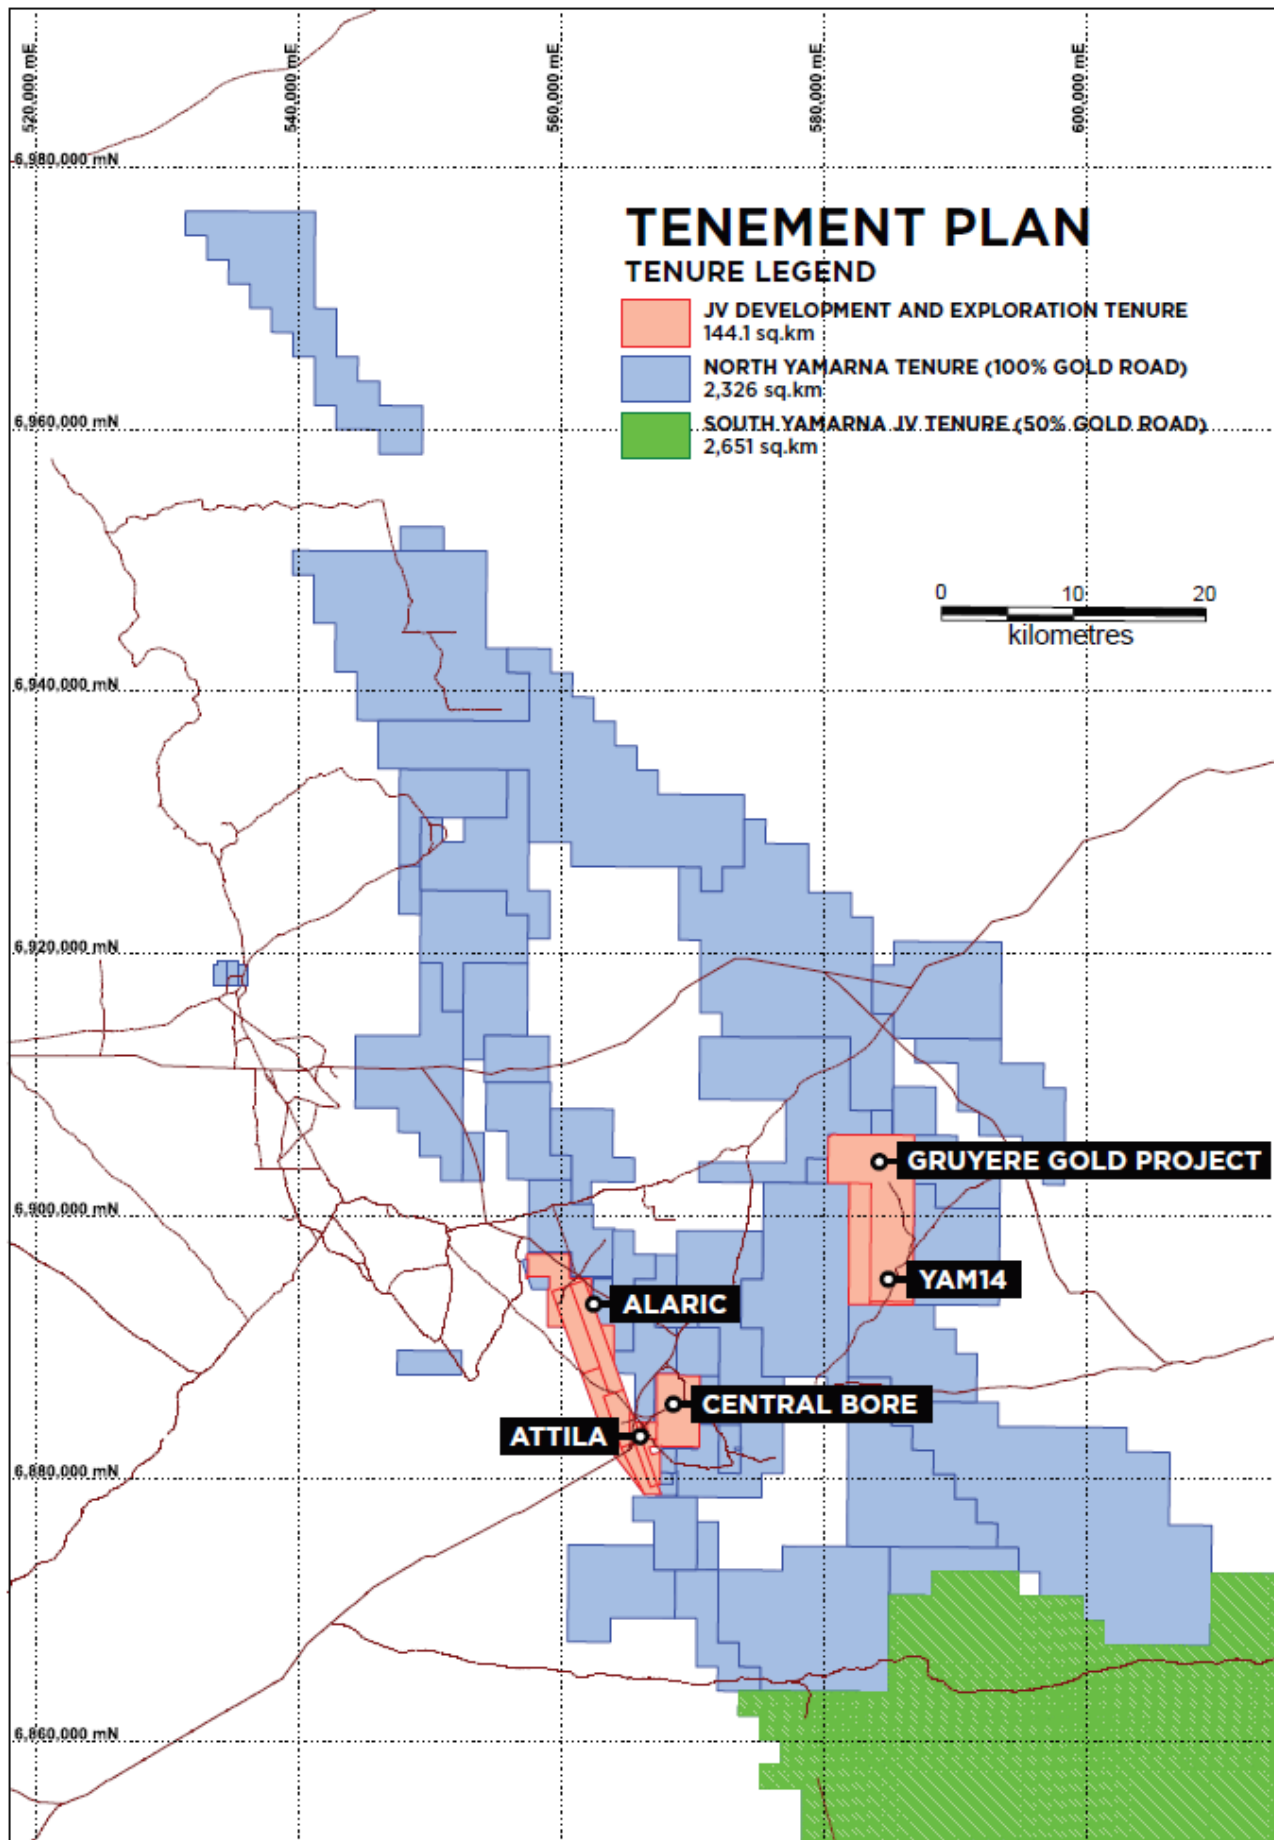 520,000 mE
540,000 mE
560,000 mE
580,000 mE
600,000 mE
6,980,000 mN
TENEMENT PLAN
TENURE LEGEND
JV DEVELOPMENT AND EXPLORATION TENURE
144.1 sq.km
NORTH YAMARNA TENURE (100% GOLD ROAD)
2,326 sq.km
SOUTH YAMARNA JV TENURE (50% GOLD ROAD)
2,651 sq.km
6,960,000 mN
0 10 20
kilometres
6,940,000 mN
6,920,000 mN
GRUYERE GOLD PROJECT
6,900,000 mN
YAM14
ALARIC
CENTRAL BORE
ATTILA
6,880,000 mN
6,860,000 mN